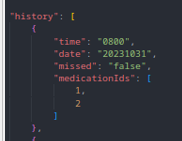 "history": [
{
"time": "0800",
"date": "20231031",
"missed": "false",
"medicationIds": [
1,
2
]
},
{